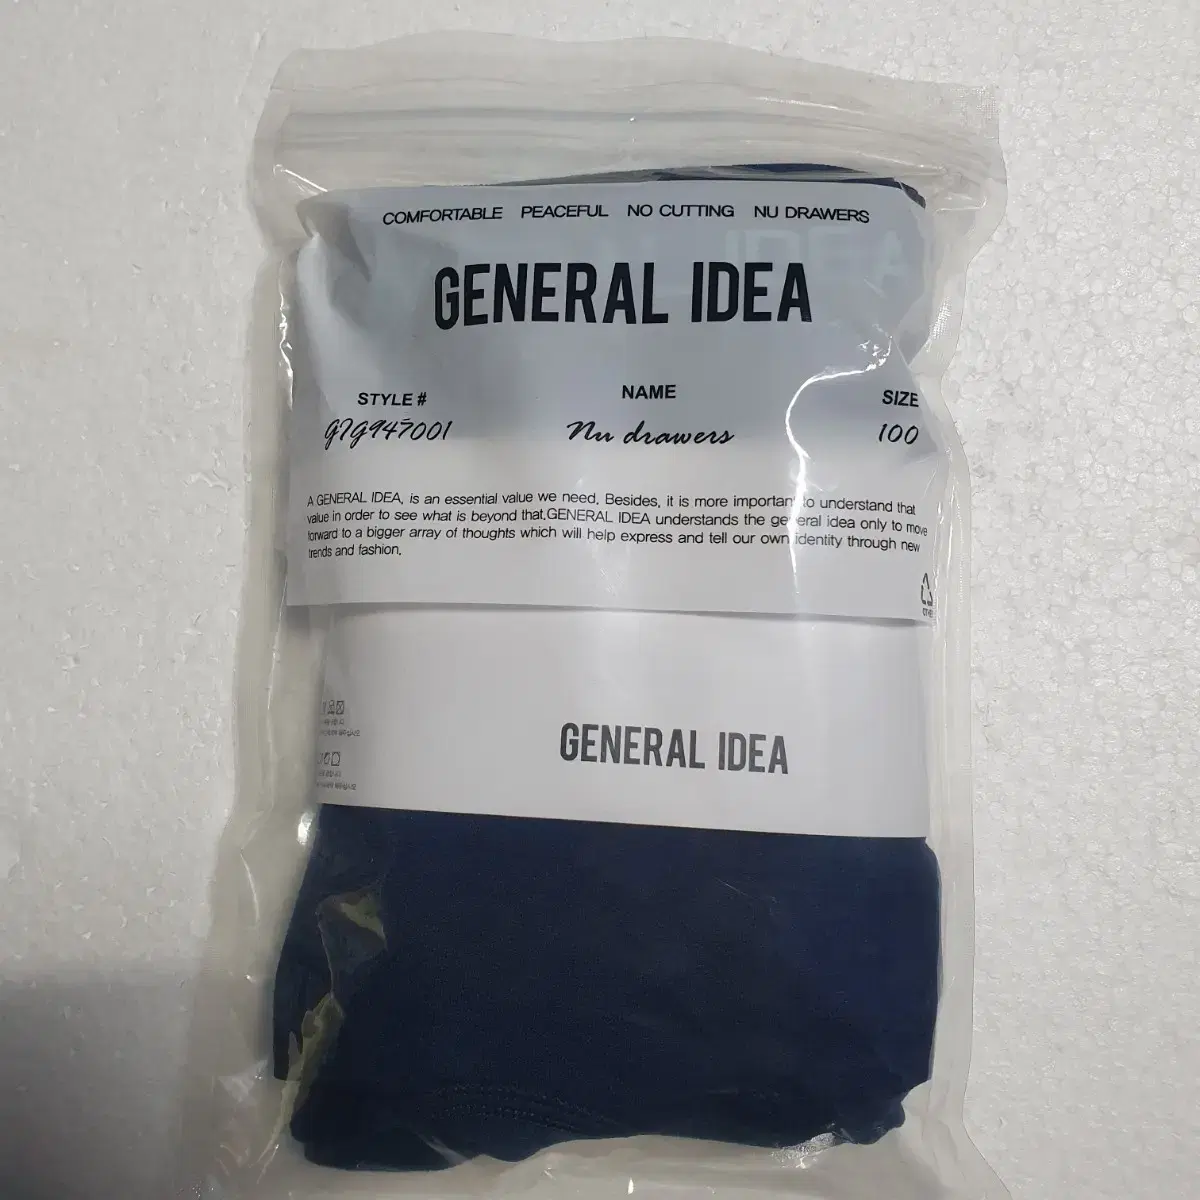 COMFORTABLE PEACEFUL NO CUTTING NU DRAWERS
GENERAL IDEA
STYLE # NAME SIZE
Nu drawers 100
A GENERAL IDEA, is an essential value we need. Besides, it is more important to understand that
value in order to see what is beyond that.GENERAL IDEA understands the general idea only to move
forward to a bigger array of thoughts which will help express and tell our own identity through new
trends and fashion.
GENERAL IDEA